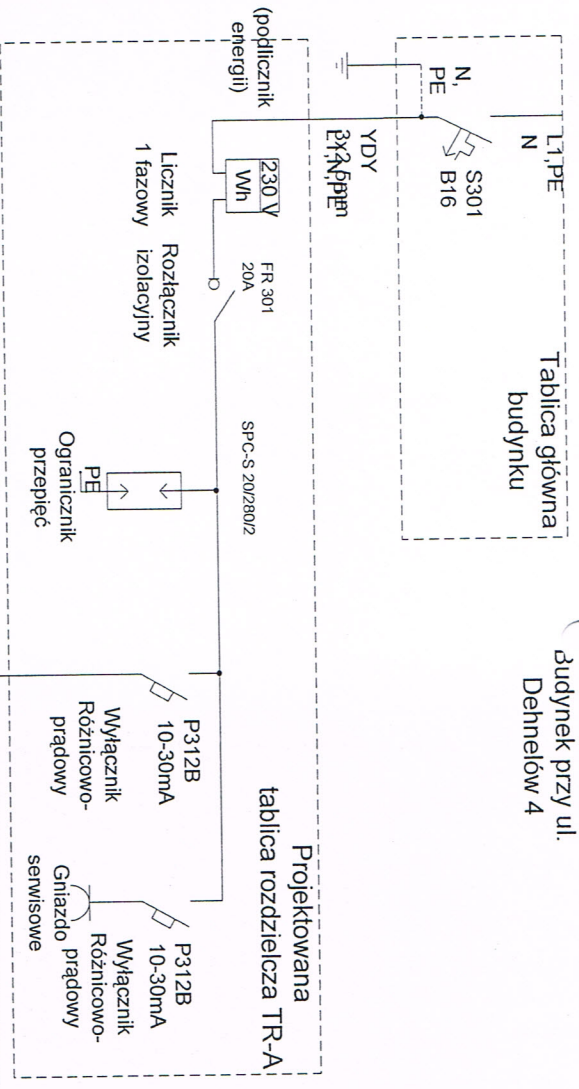 Budynek przy ul.
Dehnelów 4
Tablica główna
budynku
L1,PE
N
S301
B16
N,
PE
YDY
3x2,5mm
L1,N,PE
(podlicznik
energii)
230 V
Wh
Licznik
1 fazowy
FR 301
20A
Rozłącznik
izolacyjny
SPC-S 20/280/2
PE
Ogranicznik
przepięć
Projektowana
tablica rozdzielcza TR-A
P312B
10-30mA
Wyłącznik
Różnicowo-
prądowy
P312B
10-30mA
Wyłącznik
Różnicowo-
prądowy
Gniazdo
serwisowe